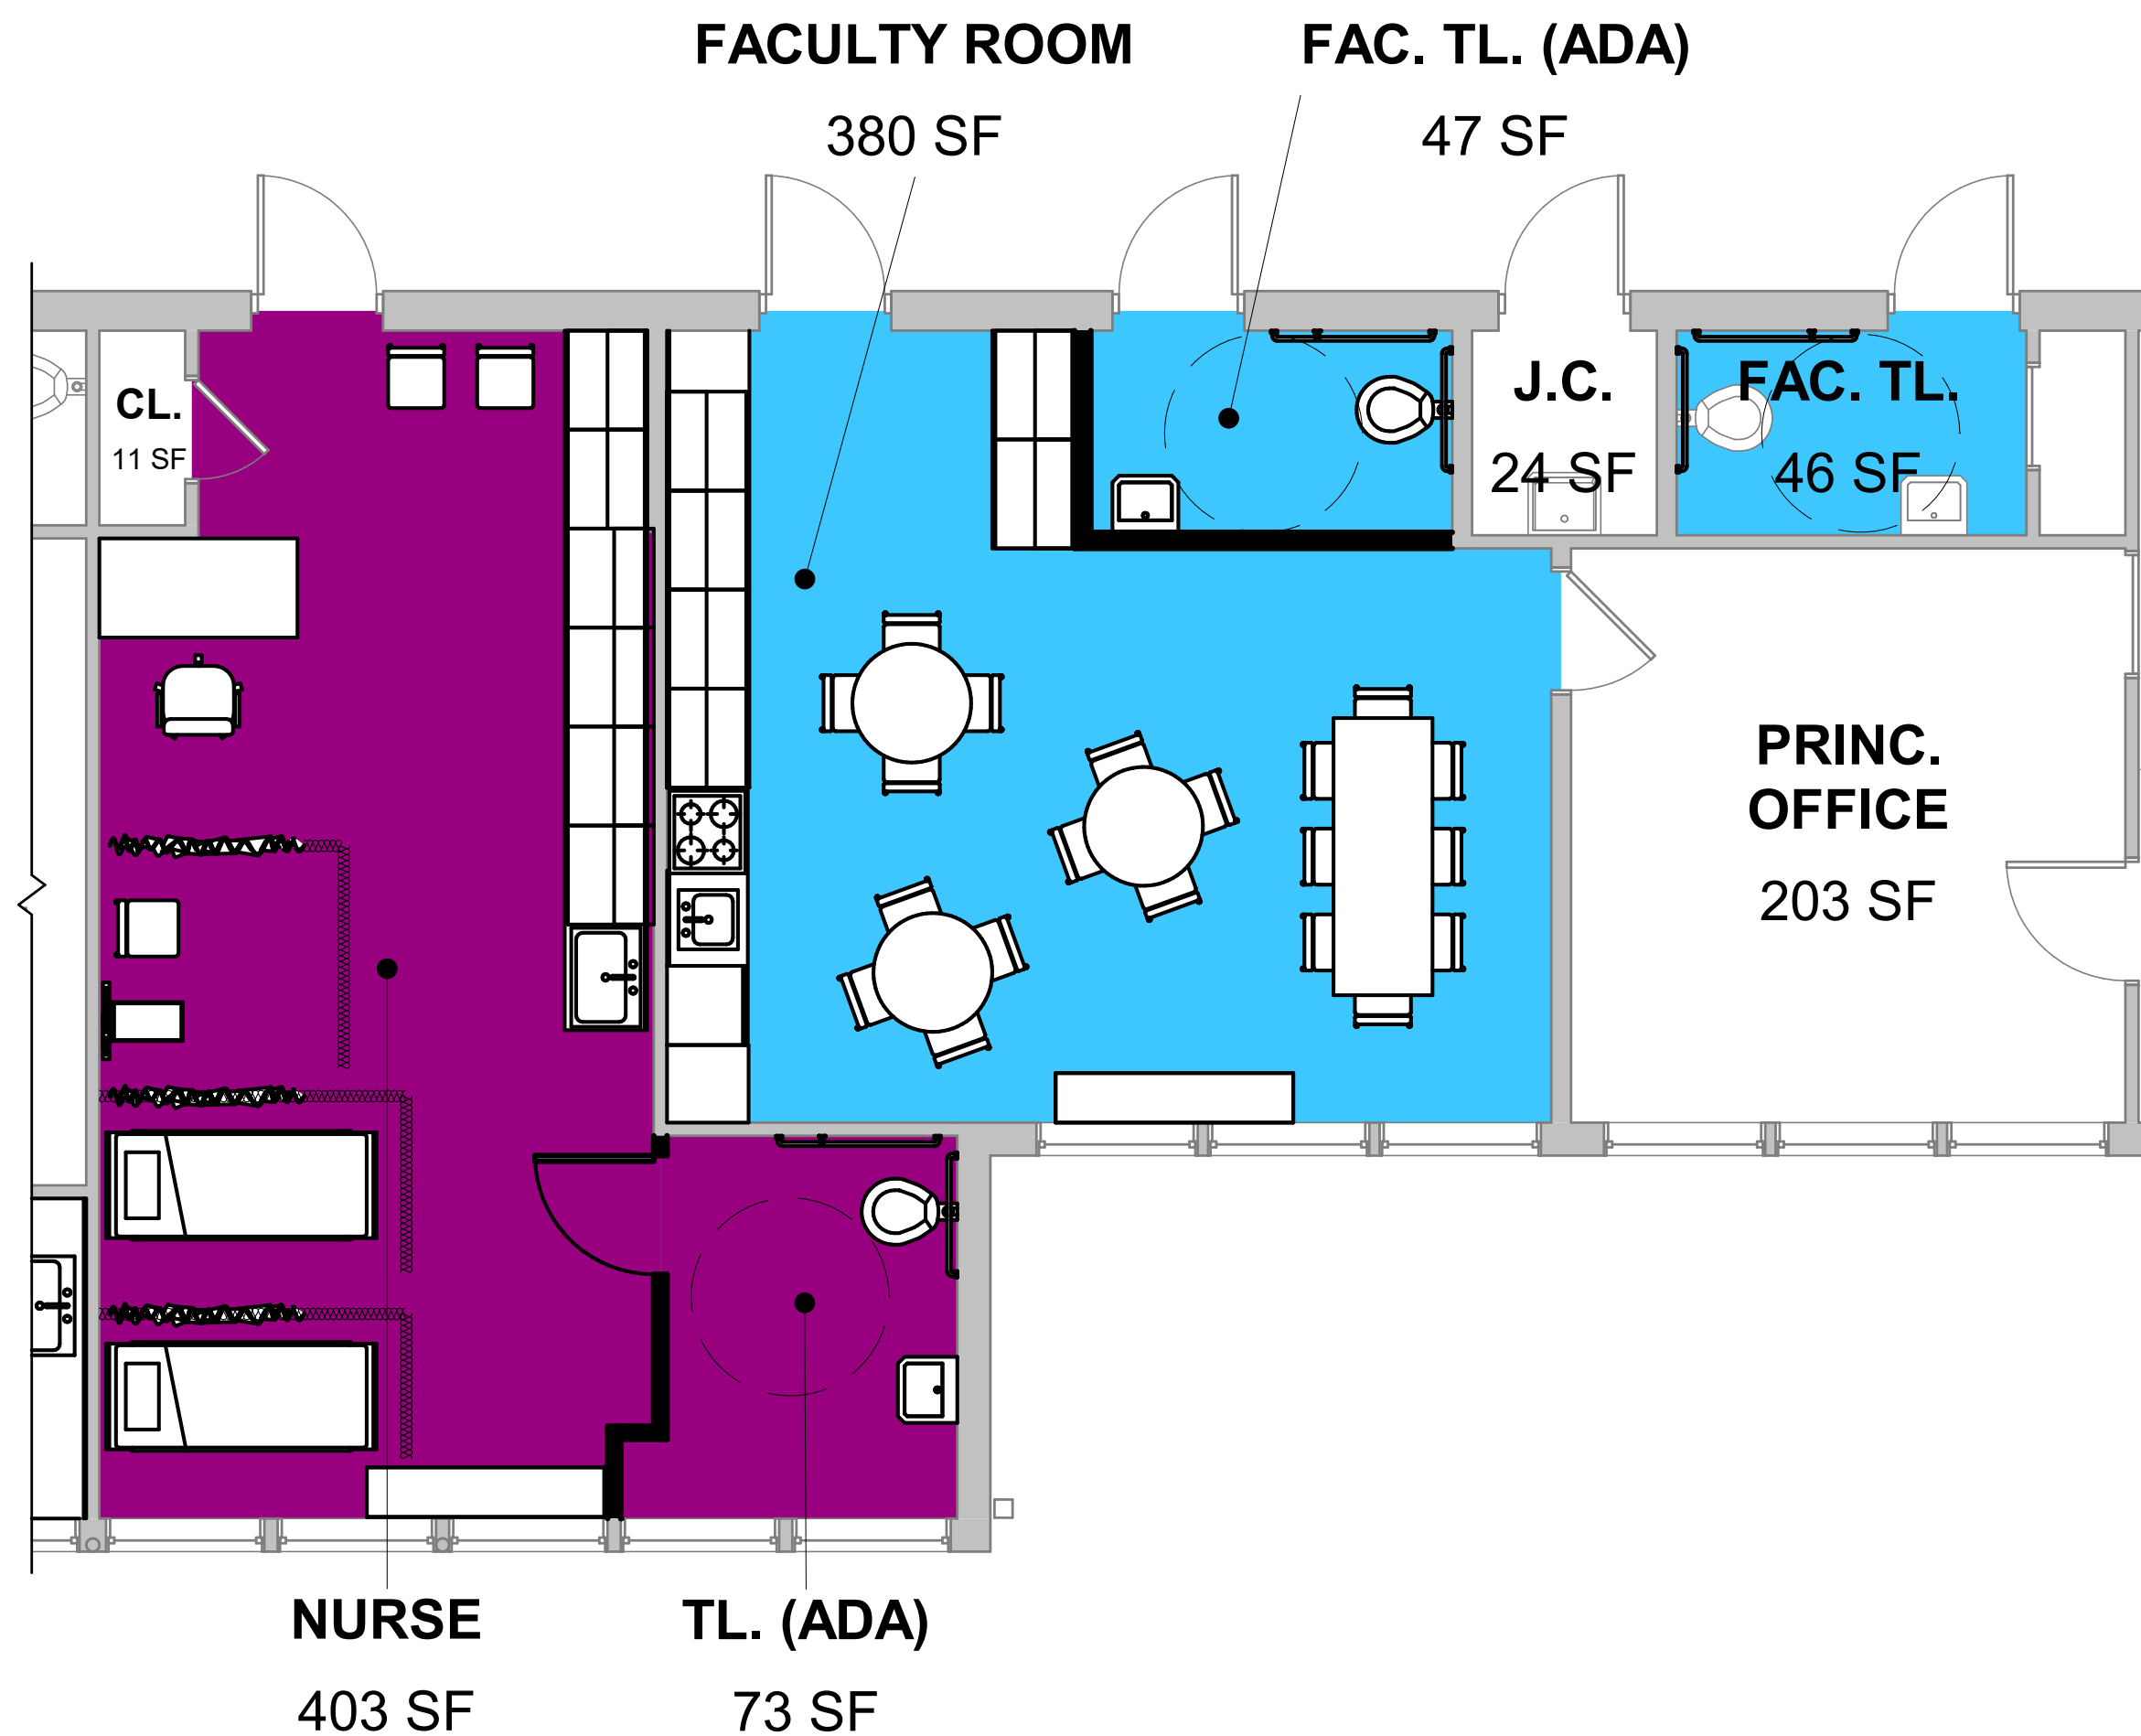 FACULTY ROOM
380 SF
FAC. TL. (ADA)
47 SF
CL.
11 SF
J.C.
24 SF
FAC. TL.
46 SF
PRINC.
OFFICE
203 SF
NURSE
403 SF
TL. (ADA)
73 SF